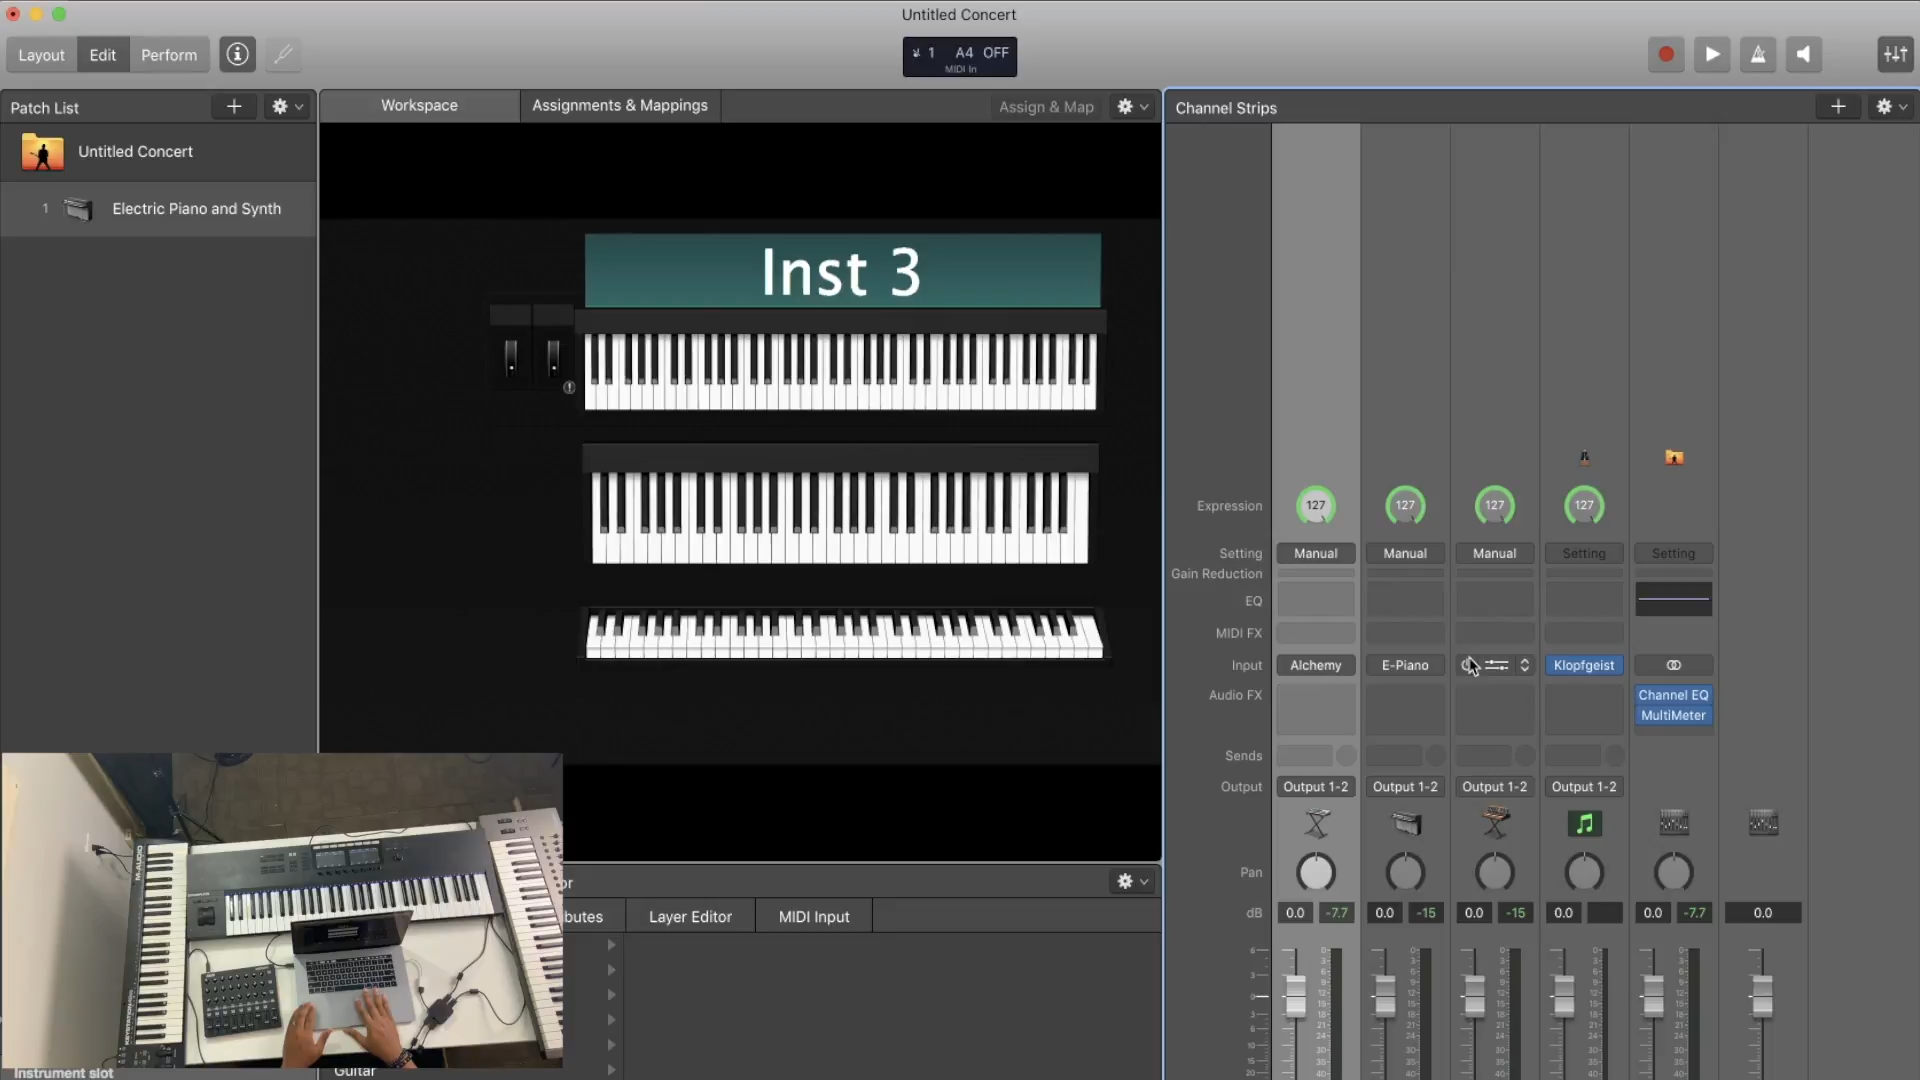 Untitled Concert
Layout
Edit
Perform
1 A4 OFF
MIDI In
Patch List
Untitled Concert
1 Electric Piano and Synth
Workspace
Assignments & Mappings
Assign & Map
Inst 3
Channel Strips
Expression 127 127 127 127
Setting Manual Manual Manual Setting Setting
Gain Reduction
EQ
MIDI FX
Input Alchemy E-Piano Klopfgeist
Audio FX Channel EQ
MultiMeter
Sends
Output Output 1-2 Output 1-2 Output 1-2 Output 1-2
Pan
dB 0.0 -7.7 0.0 -15 0.0 -15 0.0 0.0 -7.7 0.0
or
butes
Layer Editor
MIDI Input
Guitar
Instrument slot
M-AUDIO